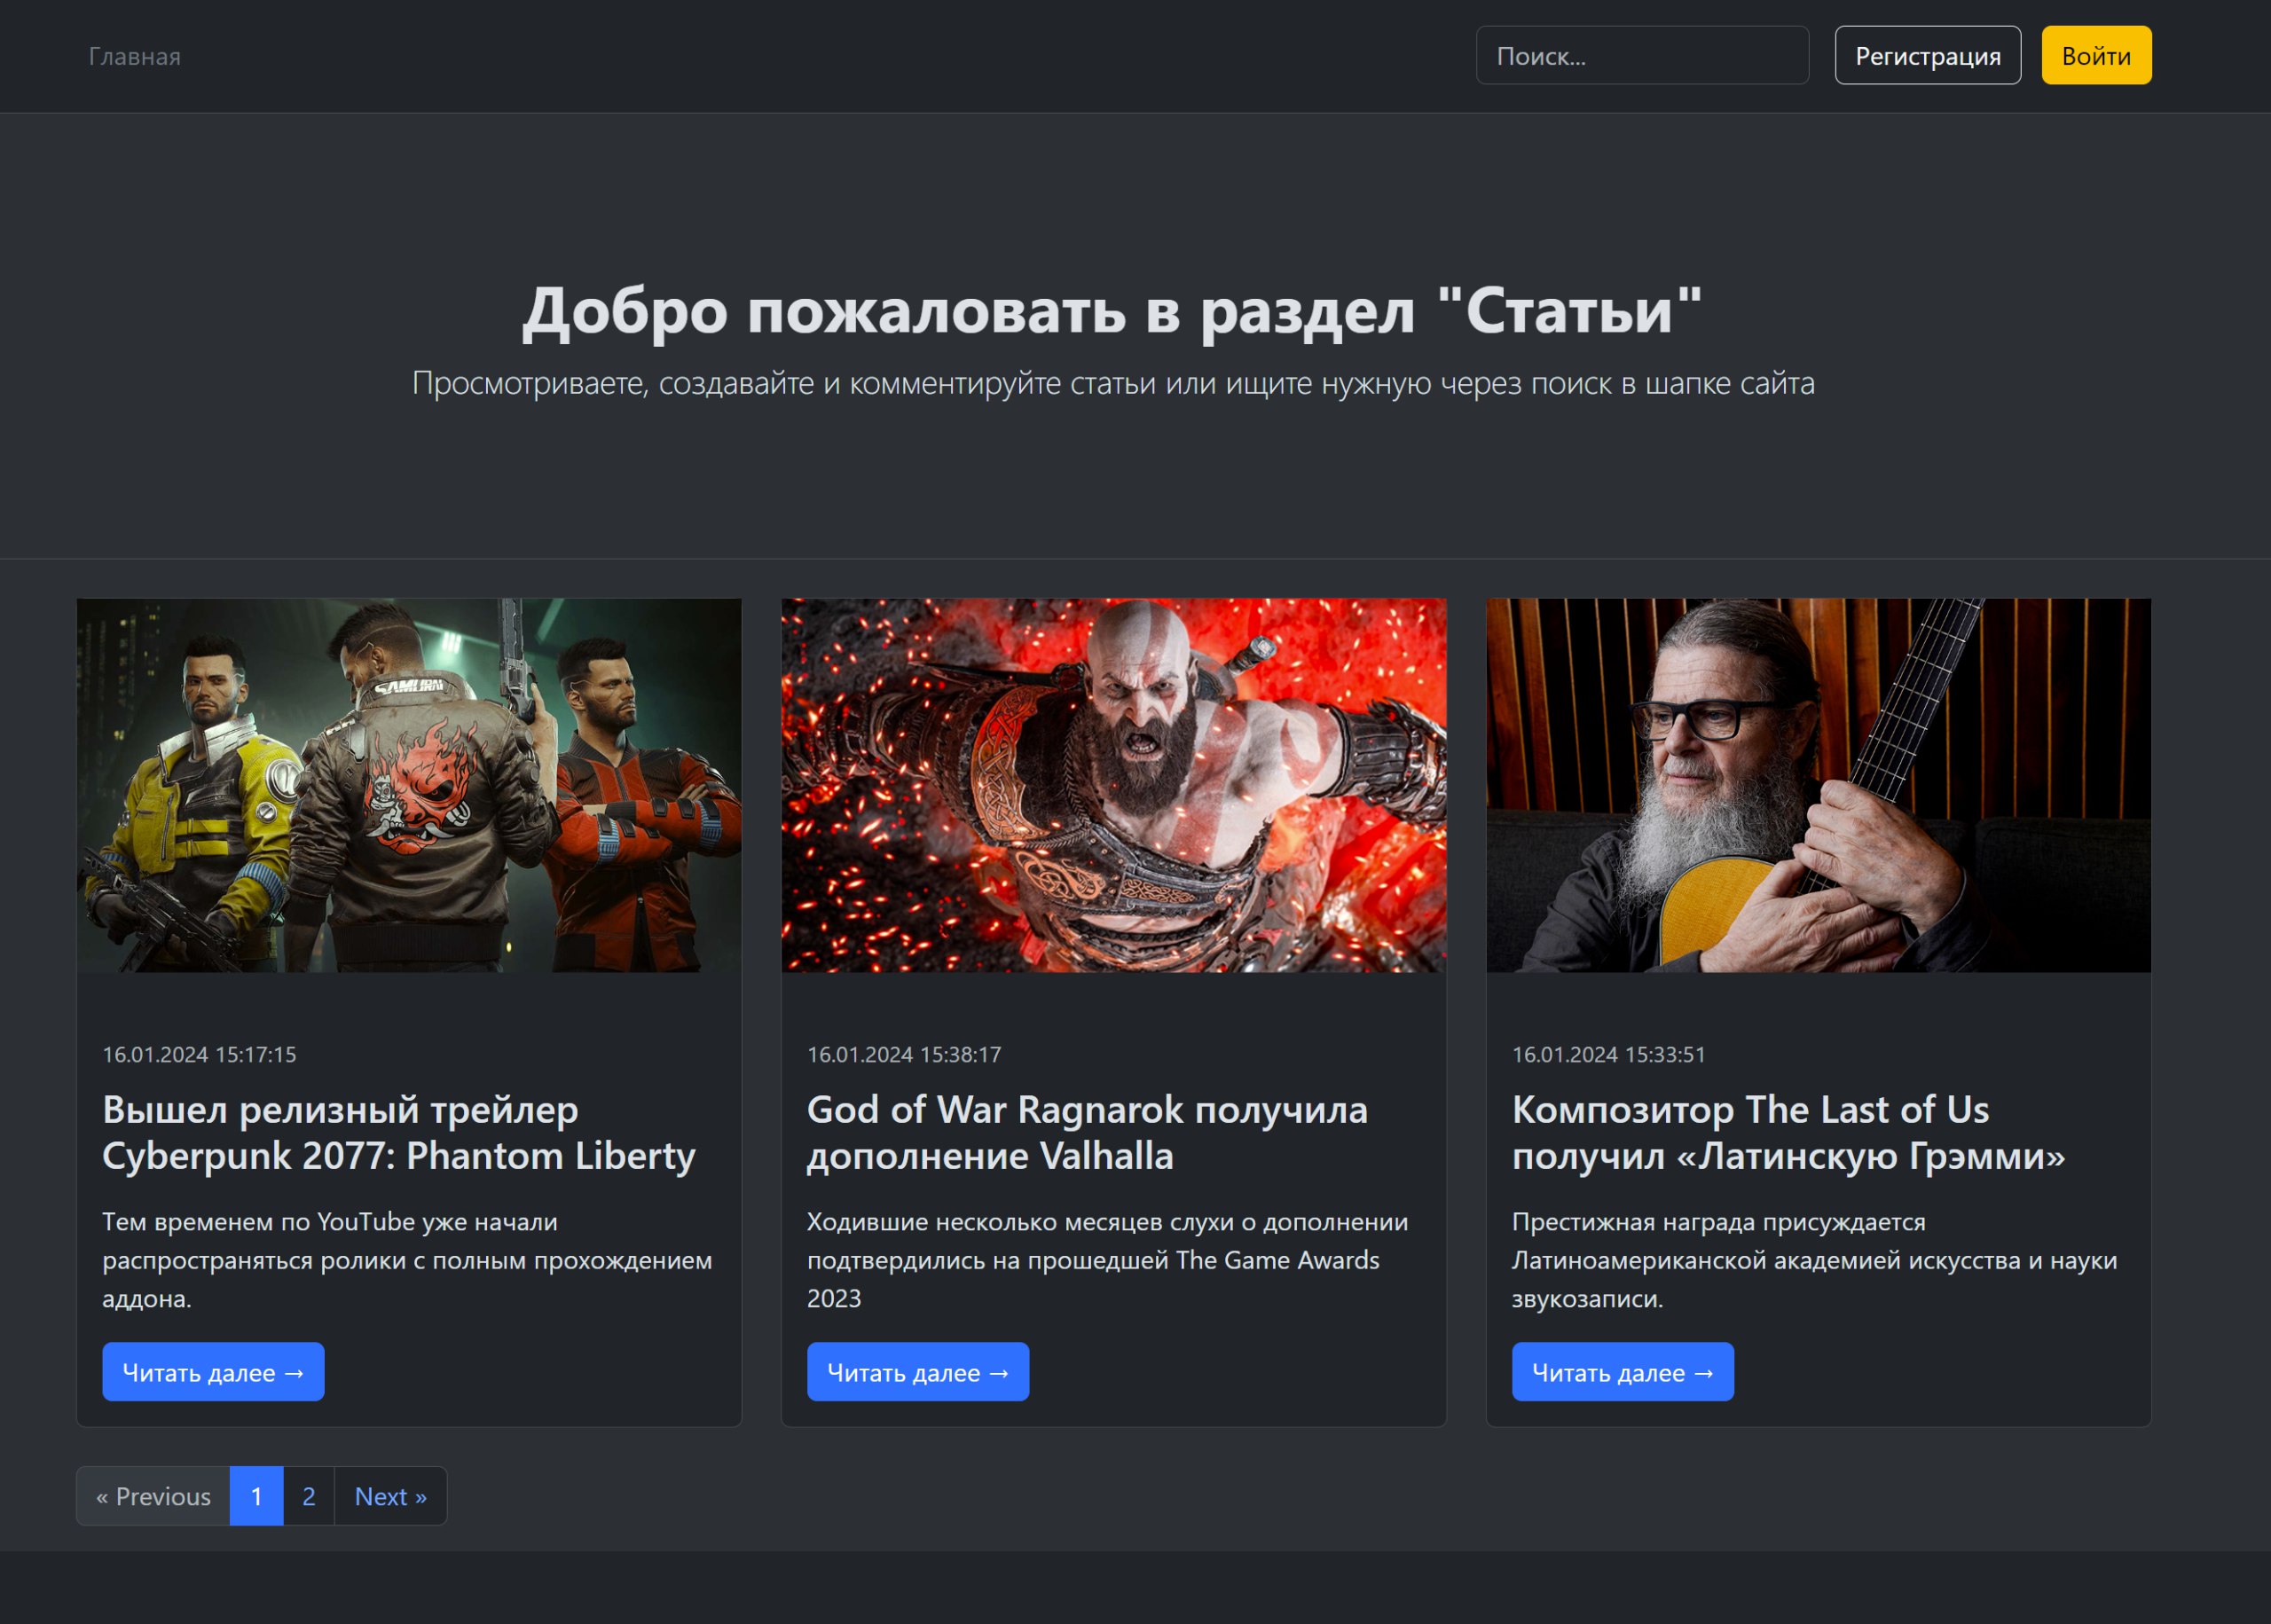 Главная
Поиск...
Регистрация
Войти
Добро пожаловать в раздел "Статьи"
Просмотриваете, создавайте и комментируйте статьи или ищите нужную через поиск в шапке сайта
SAMURAI
16.01.2024 15:17:15
Вышел релизный трейлер
Cyberpunk 2077: Phantom Liberty
Тем временем по YouTube уже начали
распространяться ролики с полным прохождением
аддона.
Читать далее →
16.01.2024 15:38:17
God of War Ragnarok получила
дополнение Valhalla
Ходившие несколько месяцев слухи о дополнении
подтвердились на прошедшей The Game Awards
2023
Читать далее →
16.01.2024 15:33:51
Композитор The Last of Us
получил «Латинскую Грэмми»
Престижная награда присуждается
Латиноамериканской академией искусства и науки
звукозаписи.
Читать далее →
« Previous
1
2
Next »